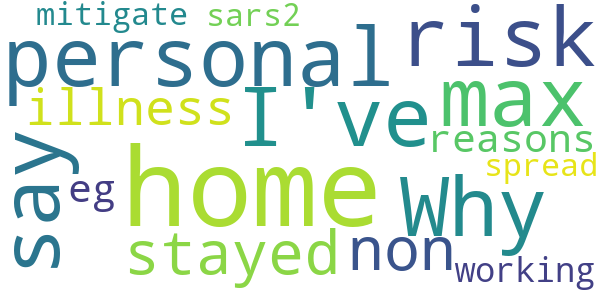 mitigate sars2
personal risk
illness I've max
reasons
say eg home Why spread
stayed non working